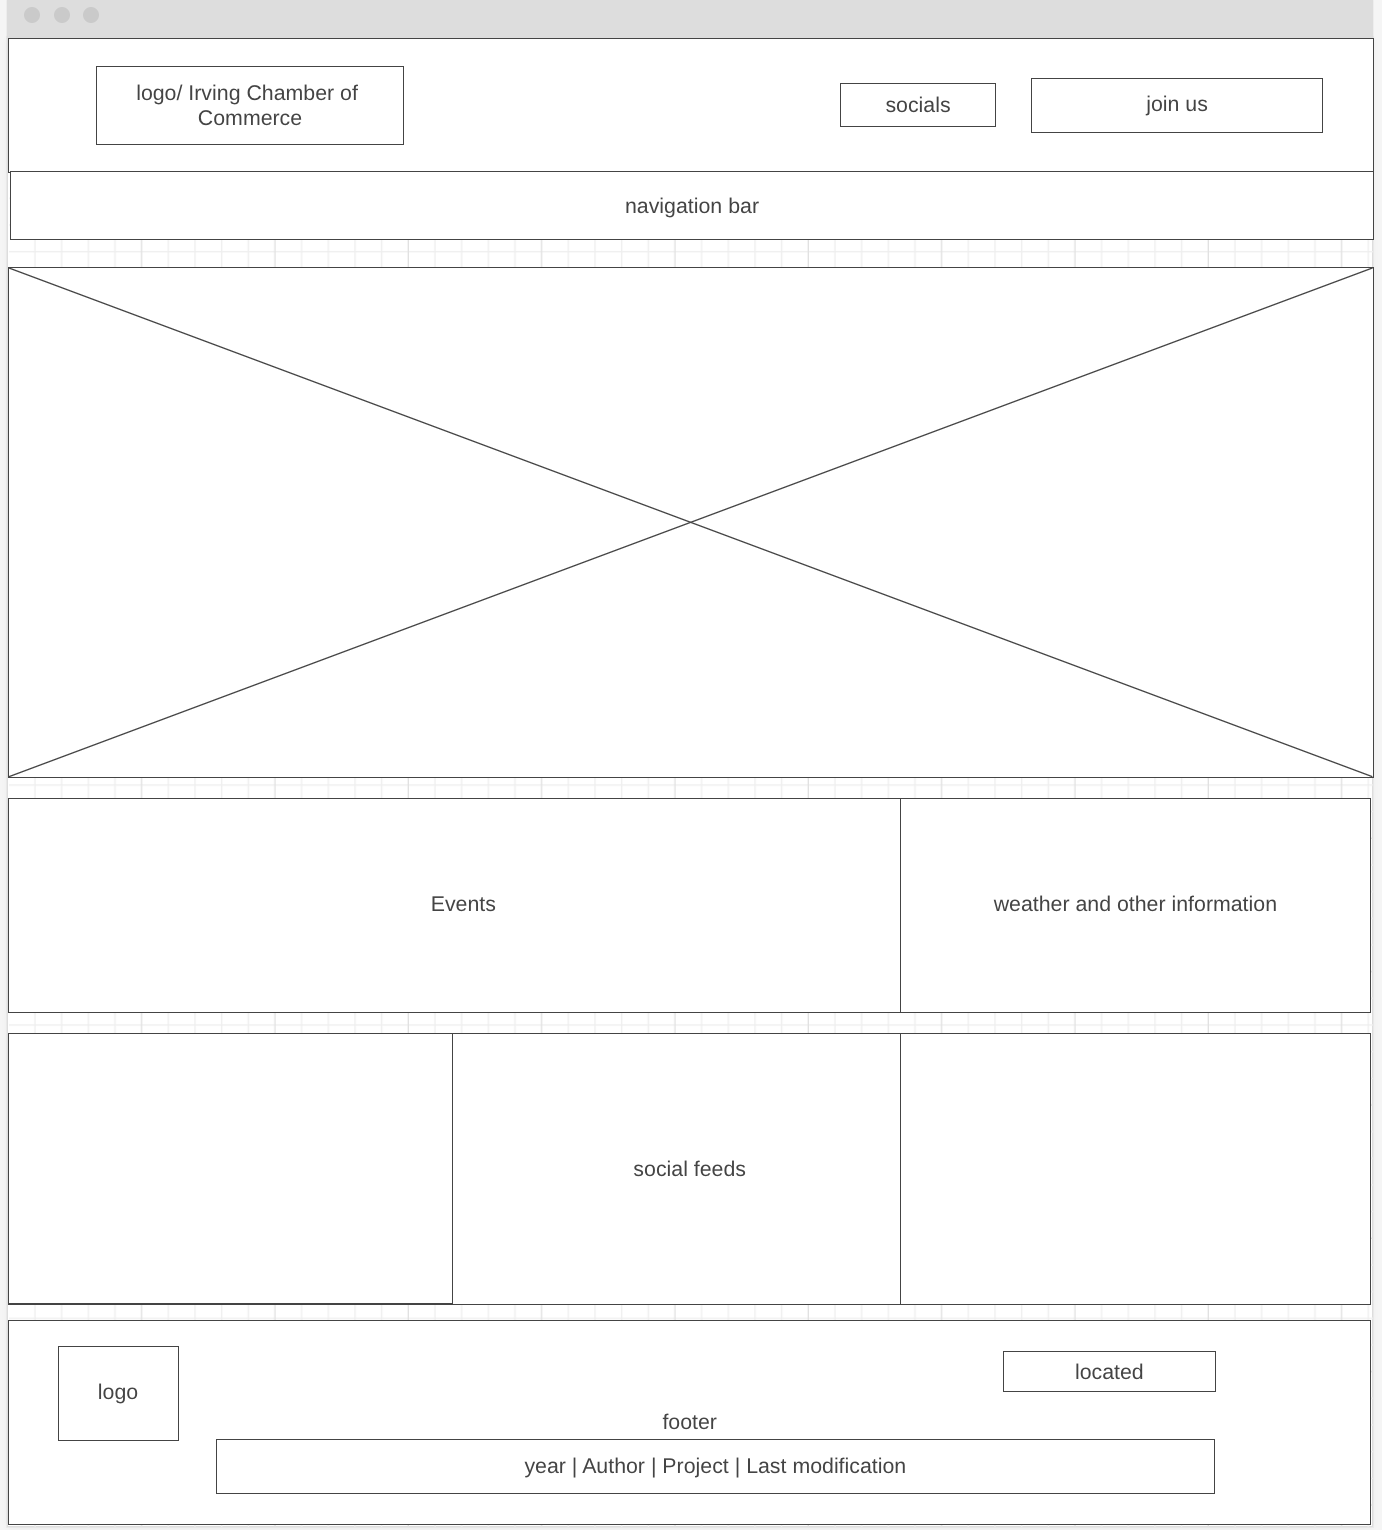 logo/ Irving Chamber of
Commerce
socials
join us
navigation bar
Events
weather and other information
social feeds
logo
located
footer
year | Author | Project | Last modification